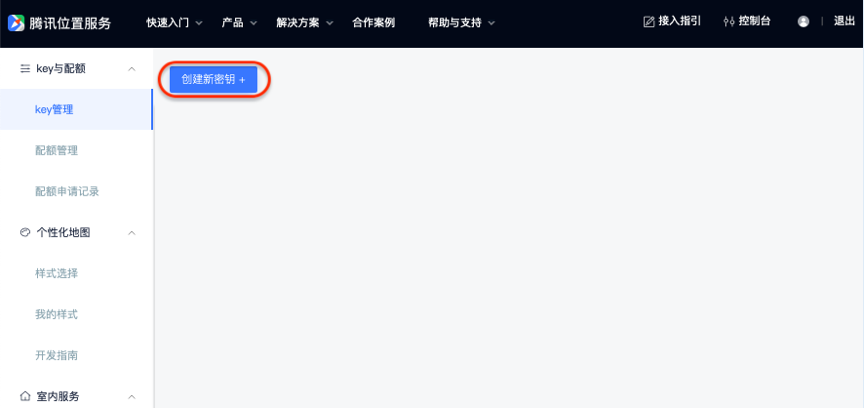 腾讯位置服务 快速入门 产品 解决方案 合作案例 帮助与支持 接入指引 控制台 | 退出
key与配额
创建新密钥 +
key管理
配额管理
配额申请记录
个性化地图
样式选择
我的样式
开发指南
室内服务